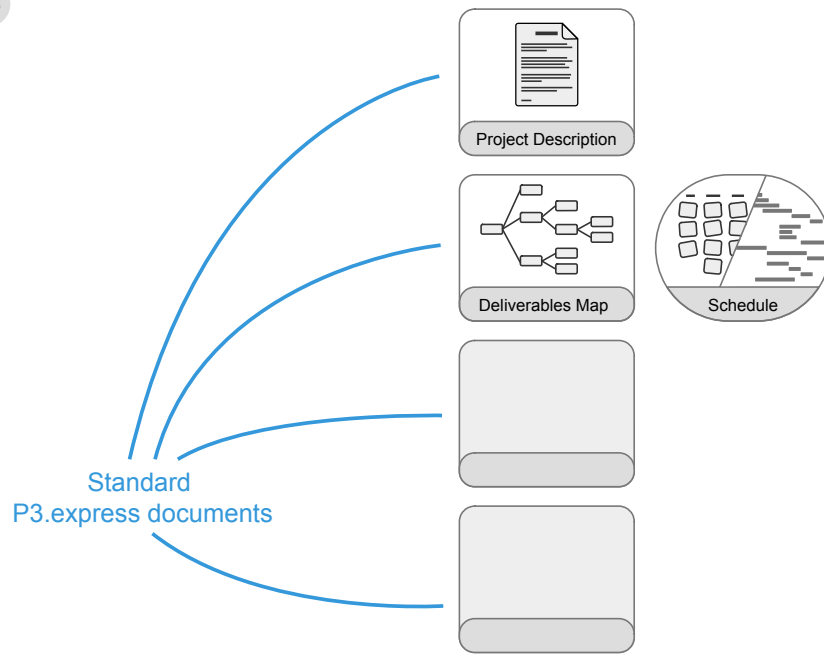 Project Description
Deliverables Map
Schedule
Standard
P3.express documents